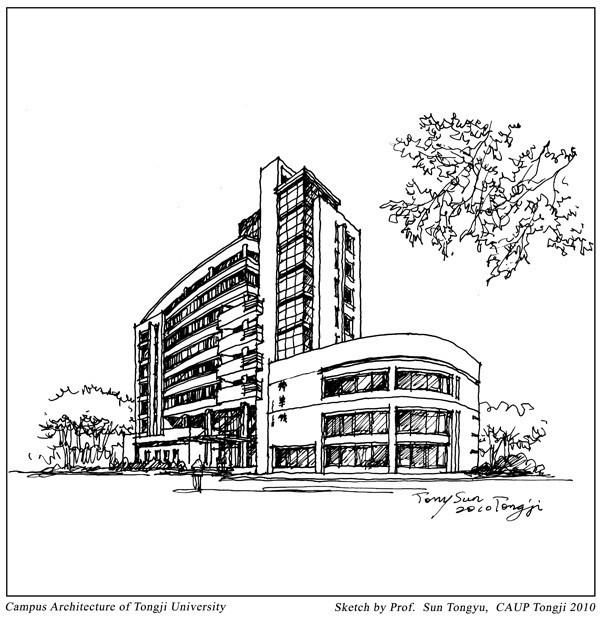 Tony Sun
2010 Tongji
Campus Architecture of Tongji University
Sketch by Prof. Sun Tongyu, CAUP Tongji 2010